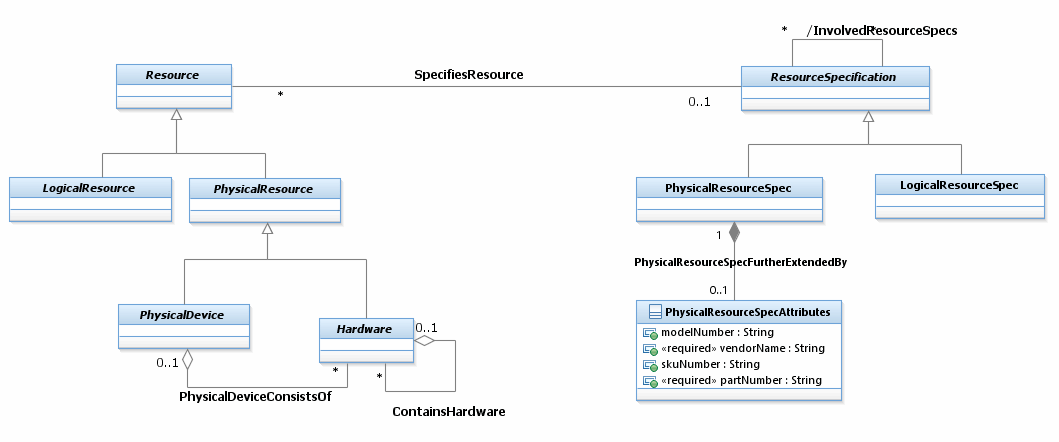 * /InvolvedResourceSpecs *
Resource
SpecifiesResource
ResourceSpecification
*
0..1
LogicalResource
PhysicalResource
PhysicalResourceSpec
LogicalResourceSpec
1
PhysicalResourceSpecFurtherExtendedBy
0..1
PhysicalDevice
Hardware
0..1
PhysicalResourceSpecAttributes
modelNumber : String
«required» vendorName : String
skuNumber : String
«required» partNumber : String
0..1
*
*
PhysicalDeviceConsistsOf
ContainsHardware